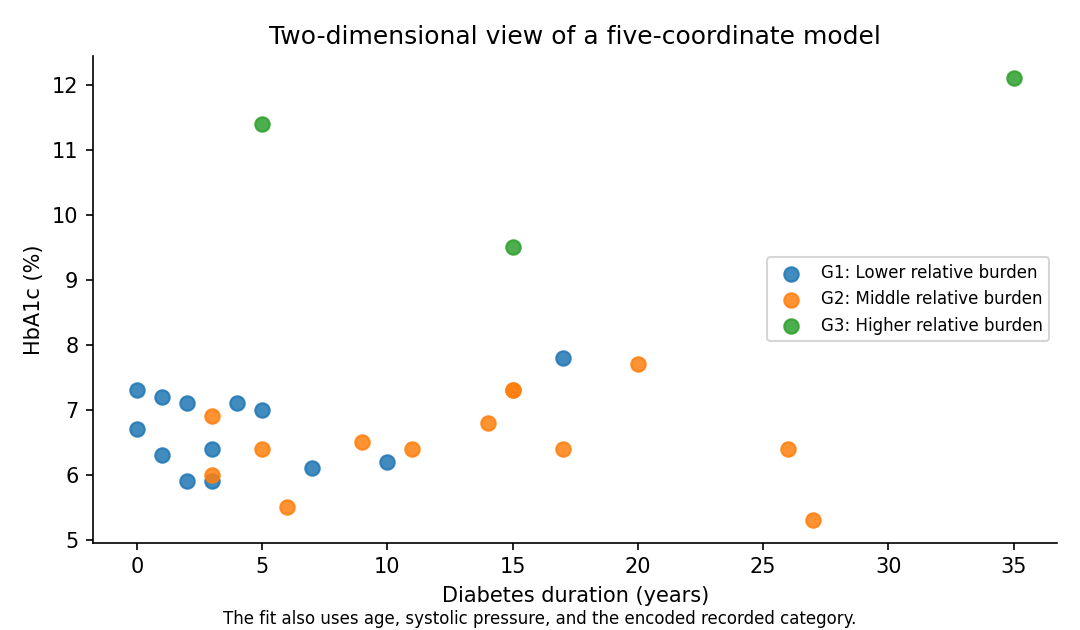 Two-dimensional view of a five-coordinate model
HbA1c (%)
12
11
10
9
8
7
6
5
G1: Lower relative burden
G2: Middle relative burden
G3: Higher relative burden
0 5 10 15 20 25 30 35
Diabetes duration (years)
The fit also uses age, systolic pressure, and the encoded recorded category.